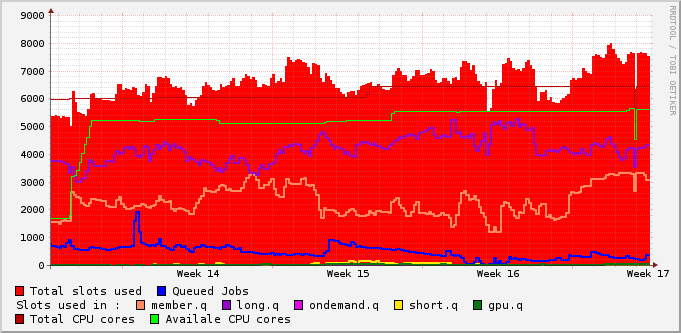 9000
8000
7000
6000
5000
4000
3000
2000
1000
0
Week 14 Week 15 Week 16 Week 17
RRDTOOL / TOBI OETIKER
Total slots used Queued Jobs
Slots used in : member.q long.q ondemand.q short.q gpu.q
Total CPU cores Availale CPU cores